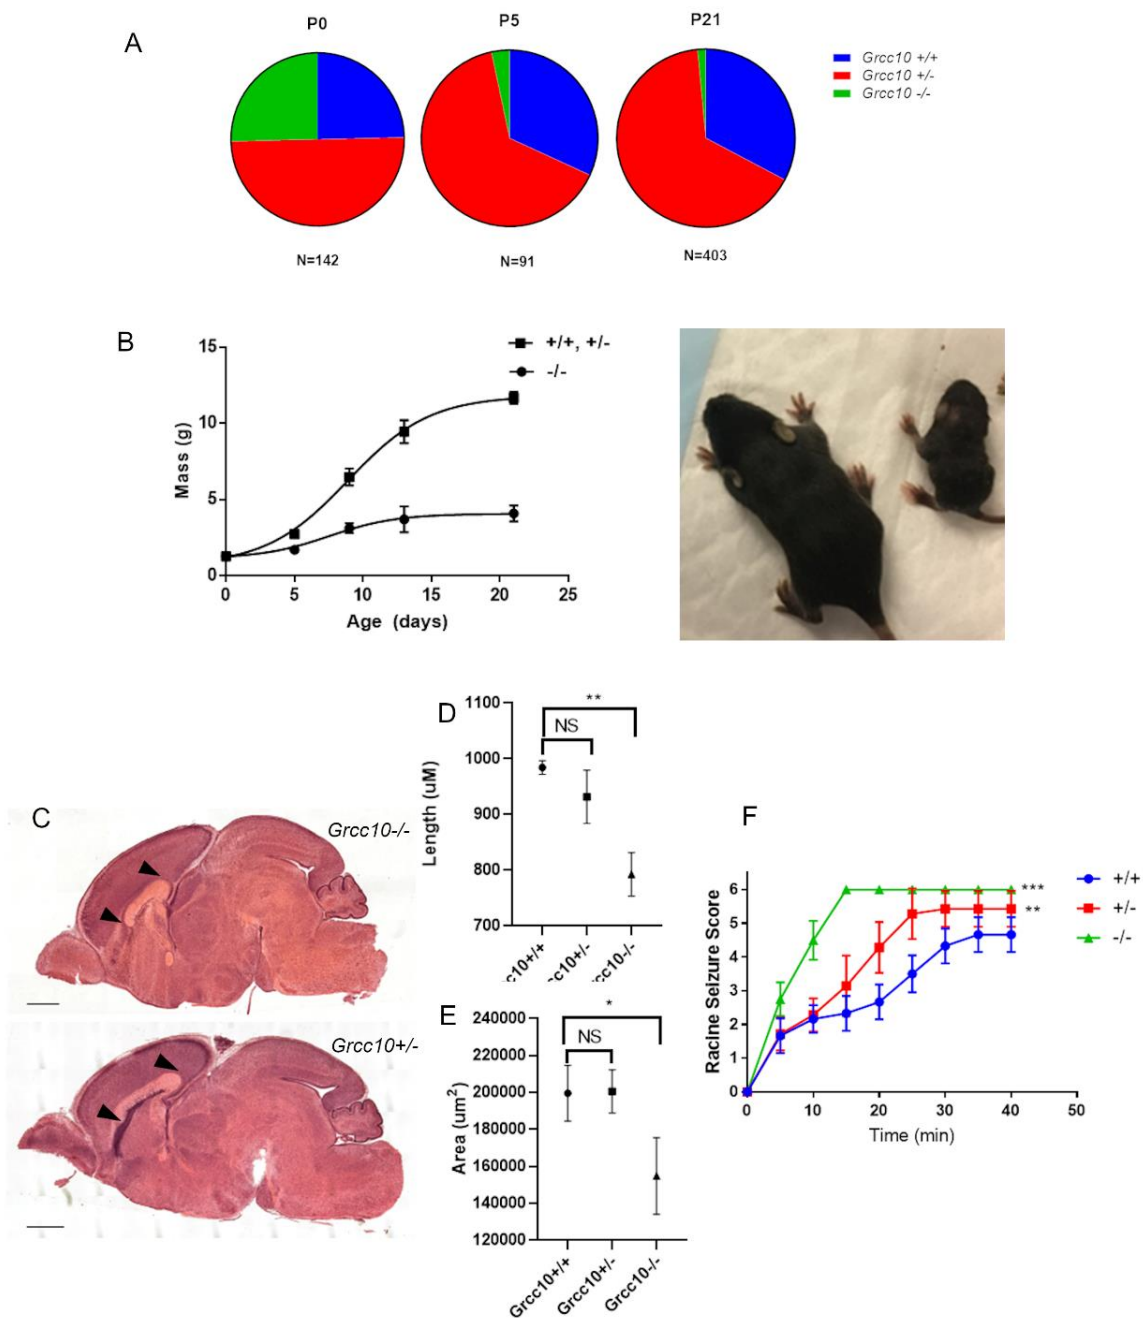 A
P0
P5
P21
Grcc10 +/+
Grcc10 +/-
Grcc10 -/-
N=142
N=91
N=403
B
+/+, +/-
-/-
15
10
5
0
Mass (g)
0 5 10 15 20 25
Age (days)
C
Grcc10-/-
Grcc10+/-
D
**
NS
1100
1000
900
800
700
Length (uM)
E
*
NS
240000
220000
200000
180000
160000
140000
120000
Area (um²)
Grcc10+/+
Grcc10+/-
Grcc10-/-
F
+/+
+/-
-/-
***
**
6
5
4
3
2
1
0
Racine Seizure Score
0 10 20 30 40 50
Time (min)